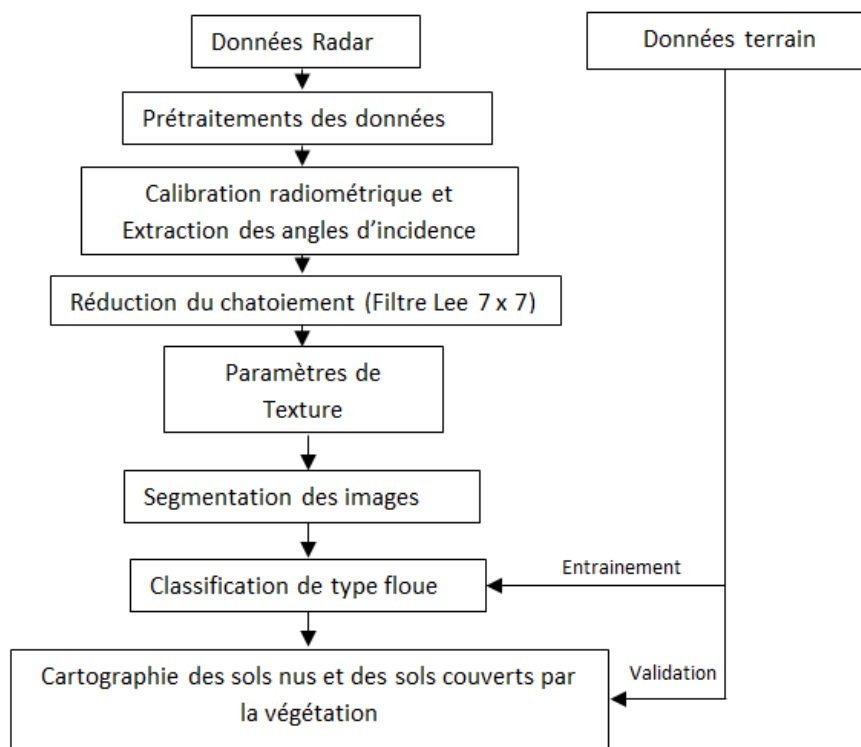 Données Radar
Données terrain
Prétraitements des données
Calibration radiométrique et
Extraction des angles d'incidence
Réduction du chatoiement (Filtre Lee 7 x 7)
Paramètres de
Texture
Segmentation des images
Classification de type floue
Entrainement
Cartographie des sols nus et des sols couverts par
la végétation
Validation